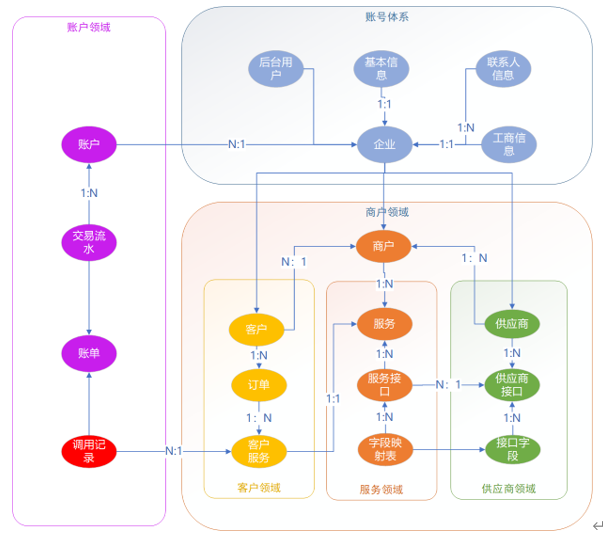 账户领域
账号体系
后台用
户
基本信
息
联系人
信息
1:1
1:N
账户
N:1
企业
1:1
工商信
息
1:N
商户领域
交易流
水
商户
N：1
1：N
1:N
客户
服务
供应商
账单
1:N
1:N
1:N
订单
服务接
口
N：1
供应商
接口
1:1
1：N
1:N
1:N
调用记
录
N:1
客户
服务
字段映
射表
接口字
段
客户领域
服务领域
供应商领域